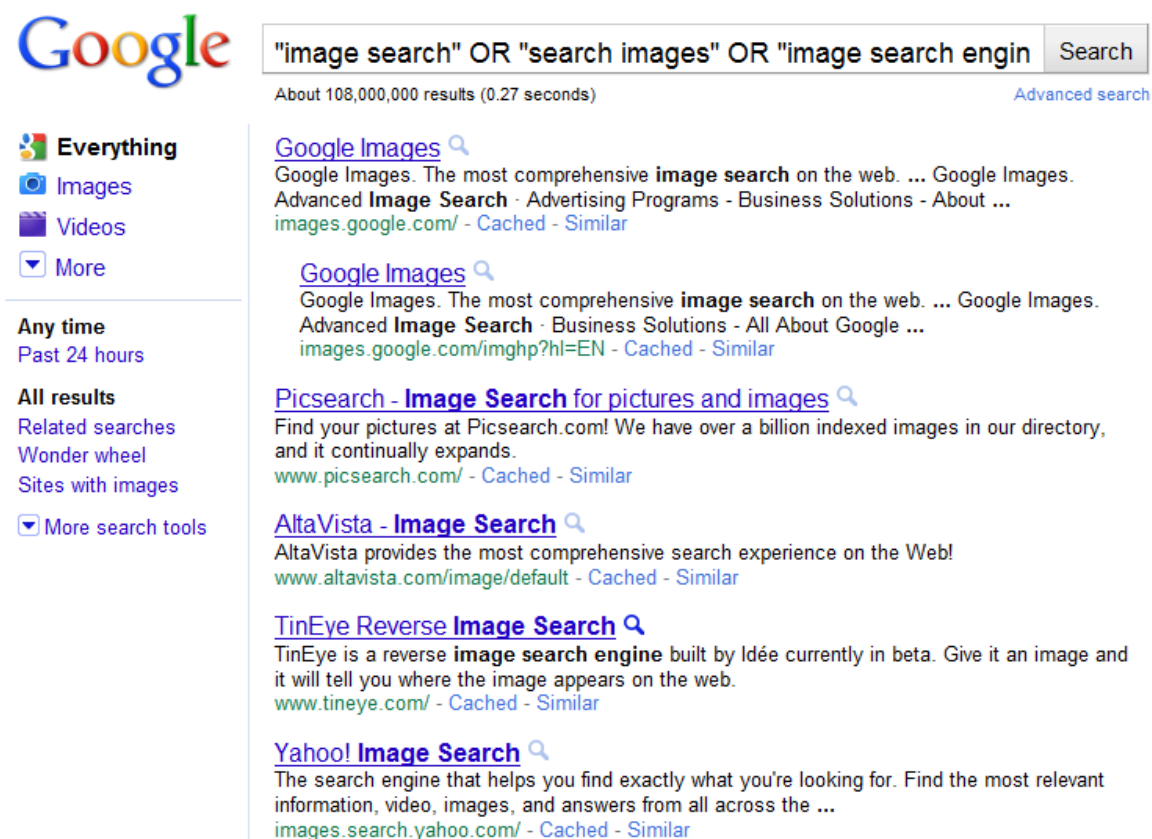 Google
"image search" OR "search images" OR "image search engin
Search
About 108,000,000 results (0.27 seconds)
Advanced search
Everything
Images
Videos
More
Any time
Past 24 hours
All results
Related searches
Wonder wheel
Sites with images
More search tools
Google Images
Google Images. The most comprehensive image search on the web. ... Google Images.
Advanced Image Search · Advertising Programs - Business Solutions - About ...
images.google.com/ - Cached - Similar
Google Images
Google Images. The most comprehensive image search on the web. ... Google Images.
Advanced Image Search · Business Solutions - All About Google ...
images.google.com/imghp?hl=EN - Cached - Similar
Picsearch - Image Search for pictures and images
Find your pictures at Picsearch.com! We have over a billion indexed images in our directory,
and it continually expands.
www.picsearch.com/ - Cached - Similar
AltaVista - Image Search
AltaVista provides the most comprehensive search experience on the Web!
www.altavista.com/image/default - Cached - Similar
TinEye Reverse Image Search
TinEye is a reverse image search engine built by Idée currently in beta. Give it an image and
it will tell you where the image appears on the web.
www.tineye.com/ - Cached - Similar
Yahoo! Image Search
The search engine that helps you find exactly what you're looking for. Find the most relevant
information, video, images, and answers from all across the ...
images.search.yahoo.com/ - Cached - Similar